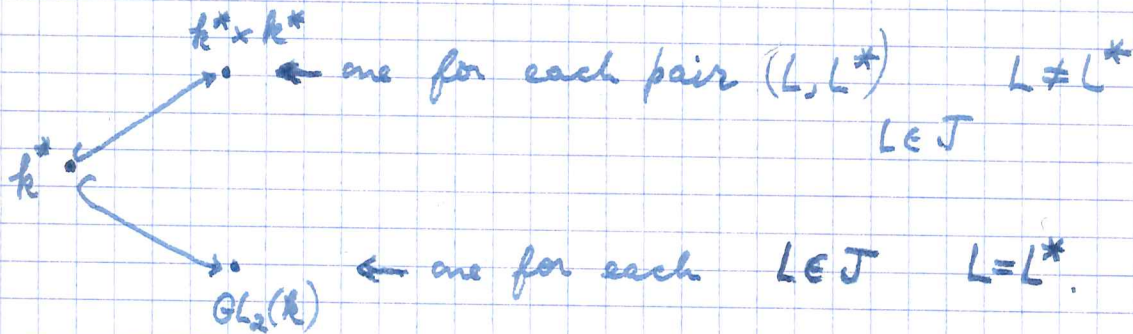 k* × k*
← one for each pair (L, L*) L ≠ L*
L ∈ J
k*
← one for each L ∈ J L = L*.
GL₂(k)